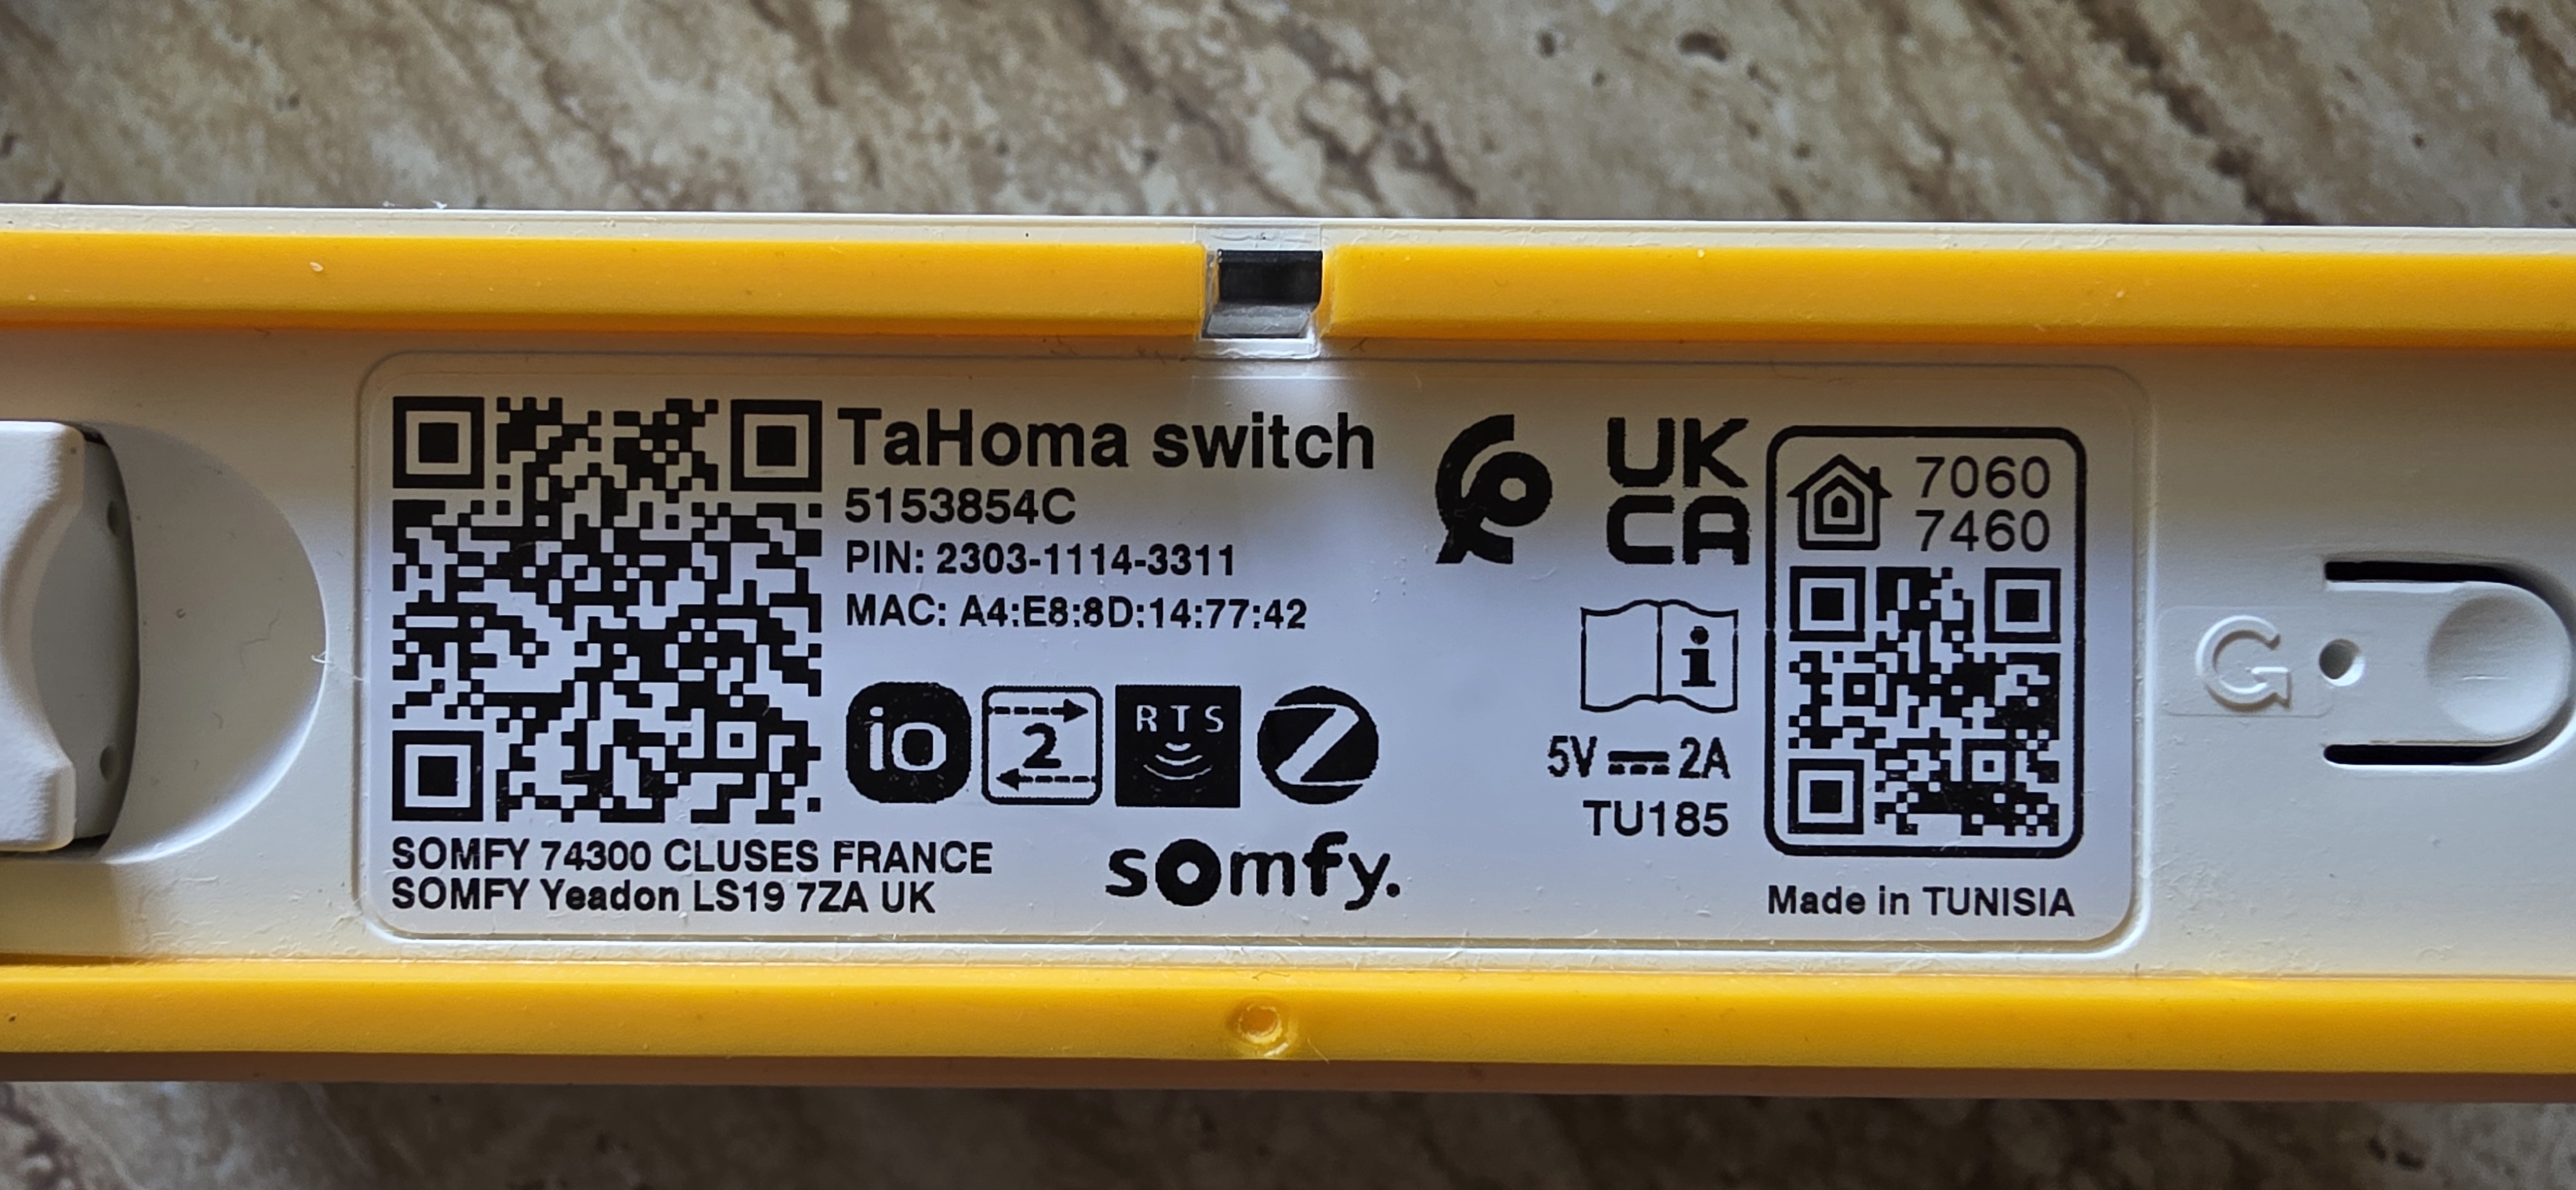 TaHoma switch
5153854C
PIN: 2303-1114-3311
MAC: A4:E8:8D:14:77:42
io
2
RTS
SOMFY 74300 CLUSES FRANCE
SOMFY Yeadon LS19 7ZA UK
somfy.
UK
CA
i
5V 2A
TU185
7060
7460
Made in TUNISIA
G